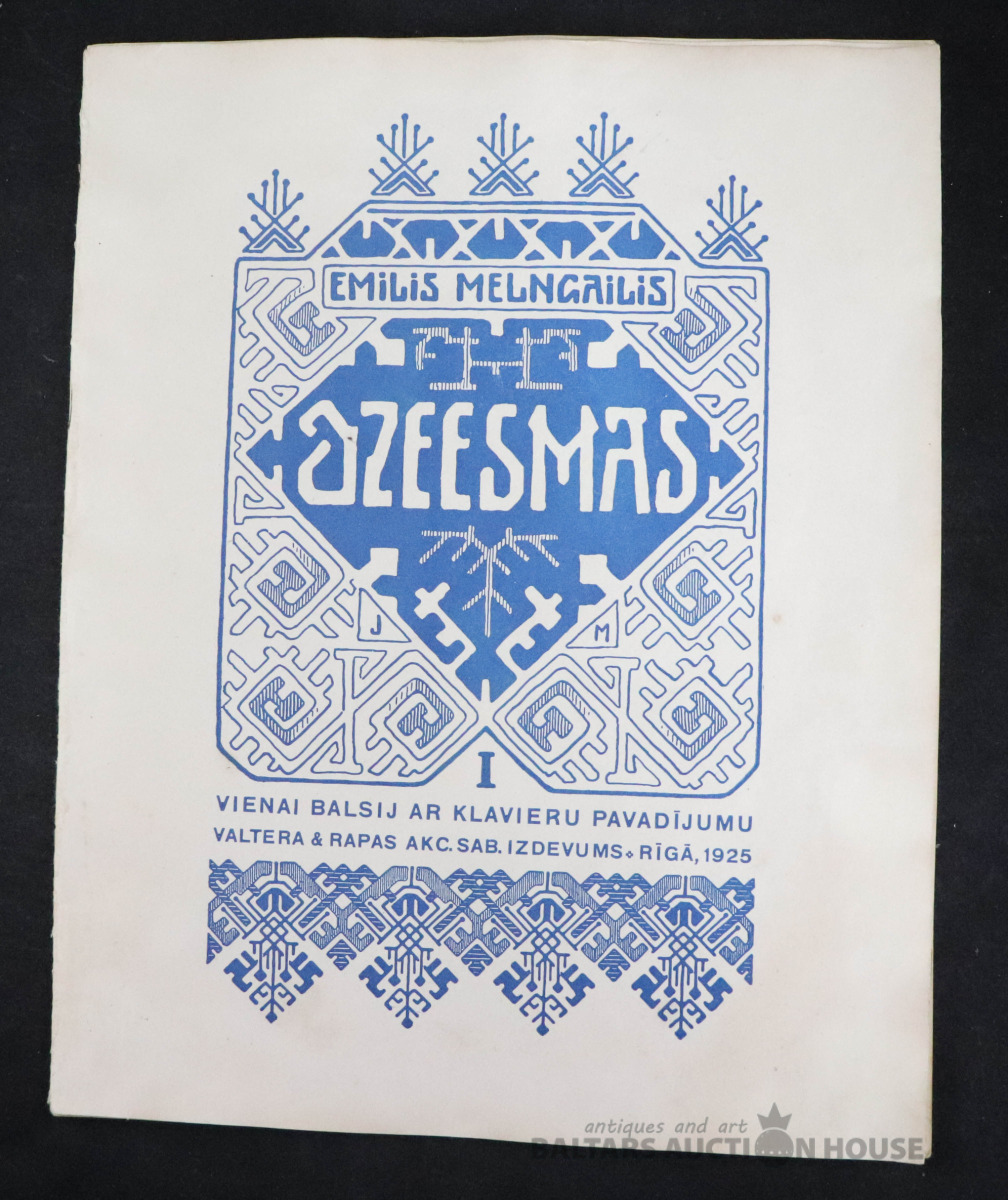 EMiLiS MELNGAiLiS
DZEESMAS
J M
I
VIENAI BALSIJ AR KLAVIERU PAVADĪJUMU
VALTERA & RAPAS AKC. SAB. IZDEVUMS RĪGĀ, 1925
antiques and art
BALTARS AUCTION HOUSE